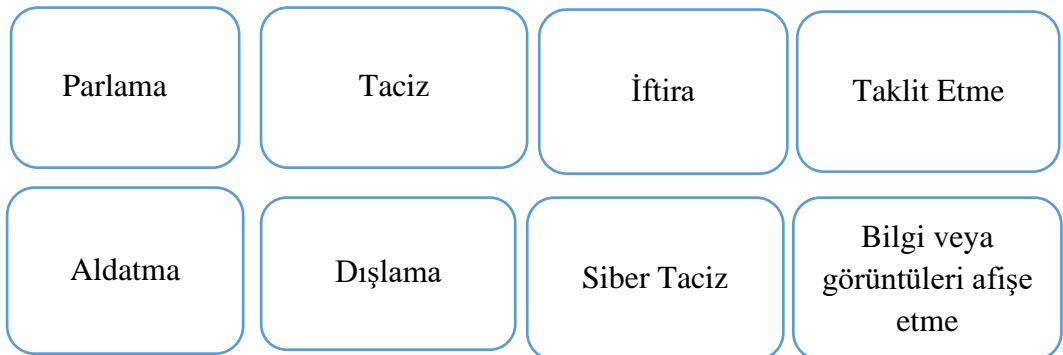 Parlama
Taciz
İftira
Taklit Etme
Aldatma
Dışlama
Siber Taciz
Bilgi veya
görüntüleri afişe
etme